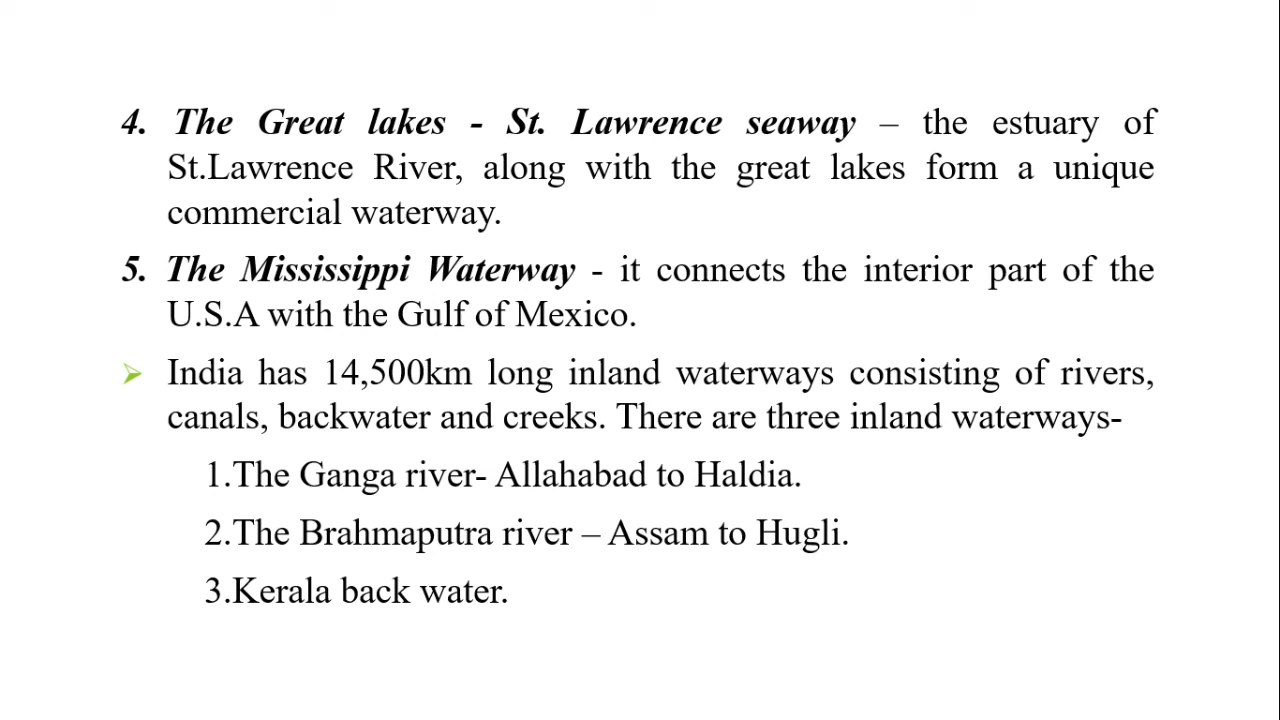 4. The Great lakes - St. Lawrence seaway – the estuary of
St.Lawrence River, along with the great lakes form a unique
commercial waterway.
5. The Mississippi Waterway - it connects the interior part of the
U.S.A with the Gulf of Mexico.
➢ India has 14,500km long inland waterways consisting of rivers,
canals, backwater and creeks. There are three inland waterways-
1.The Ganga river- Allahabad to Haldia.
2.The Brahmaputra river – Assam to Hugli.
3.Kerala back water.